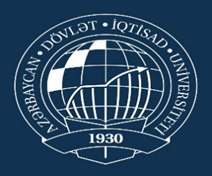 AZƏRBAYCAN • DÖVLƏT • İQTİSAD • UNİVERSİTETİ
1930